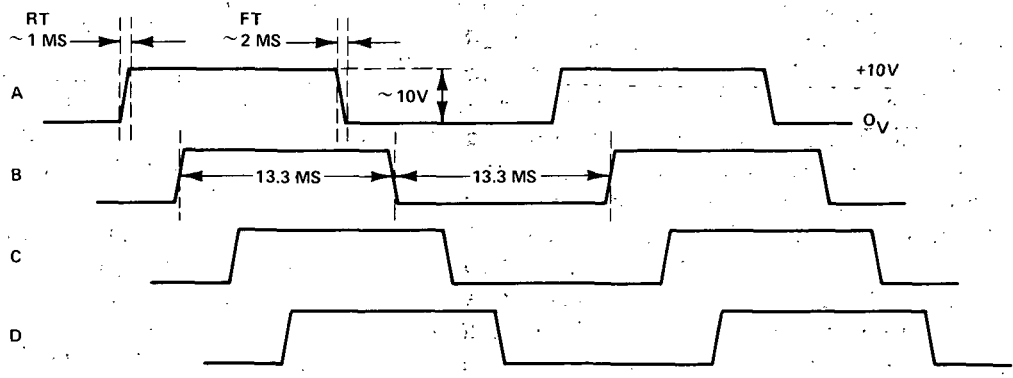 RT
~1 MS
FT
~2 MS
A
~10V
+10V
0V
B
13.3 MS
13.3 MS
C
D